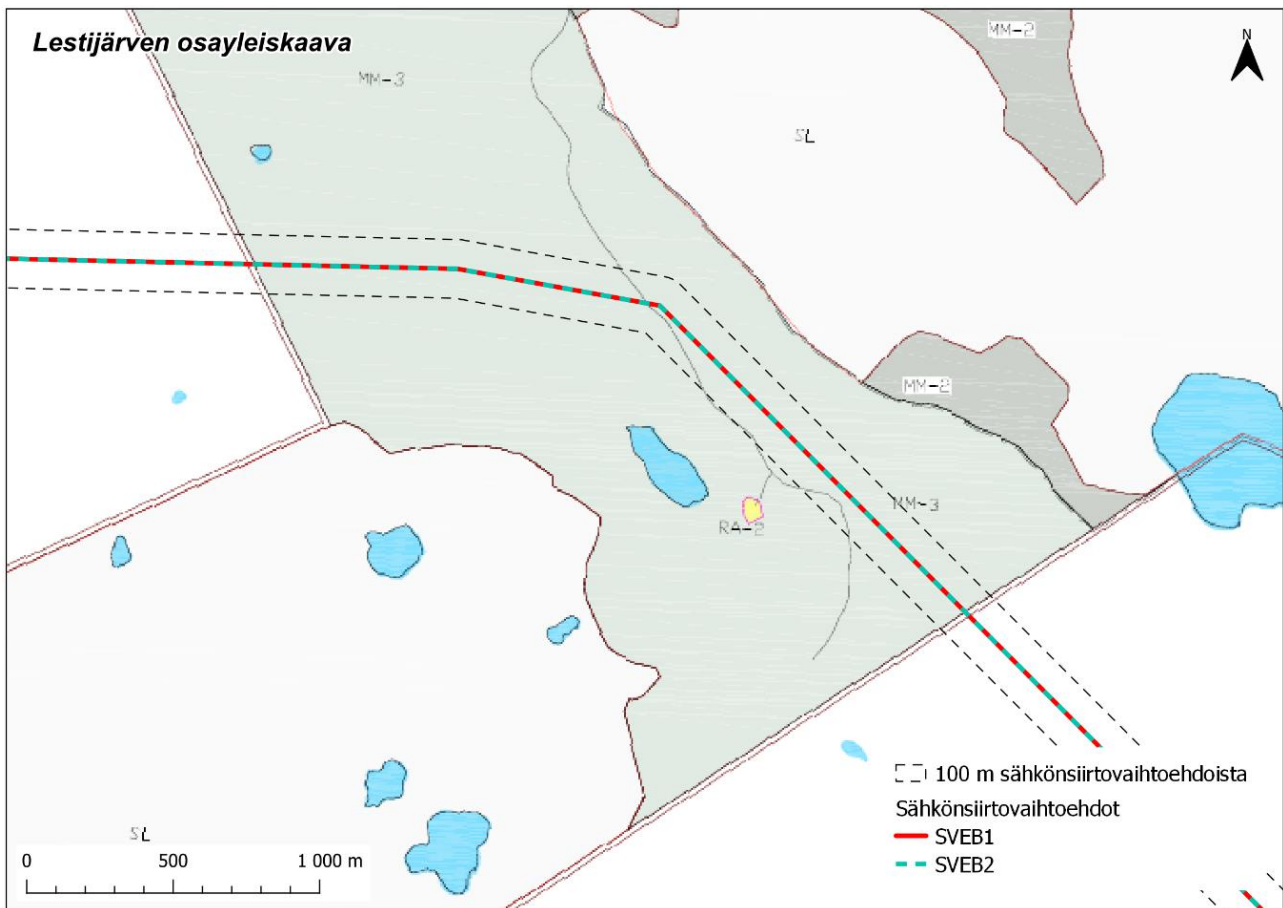 Lestijärven osayleiskaava
N
MM-2
MM-3
SL
MM-2
MM-3
RA-2
SL
0 500 1 000 m
100 m sähkönsiirtovaihtoehdoista
Sähkönsiirtovaihtoehdot
SVEB1
SVEB2